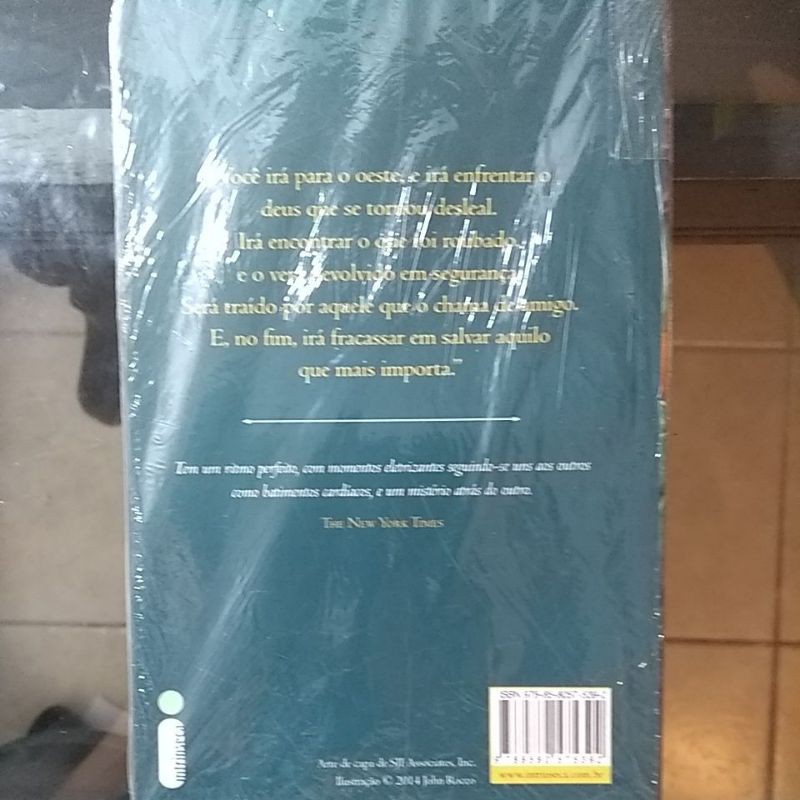 Você irá para o oeste, e irá enfrentar o
deus que se tornou desleal.
Irá encontrar o que foi roubado,
e o verá devolvido em segurança.
Será traído por aquele que o chama de amigo.
E, no fim, irá fracassar em salvar aquilo
que mais importa."
Tem um ritmo perfeito, com momentos eletrizantes seguindo-se uns aos outros
como batimentos cardíacos, e um mistério atrás do outro.
THE NEW YORK TIMES
intrínseca
Arte de capa de SJI Associates, Inc.
Ilustração © 2014 John Rocco
ISBN
www.intrinseca.com.br